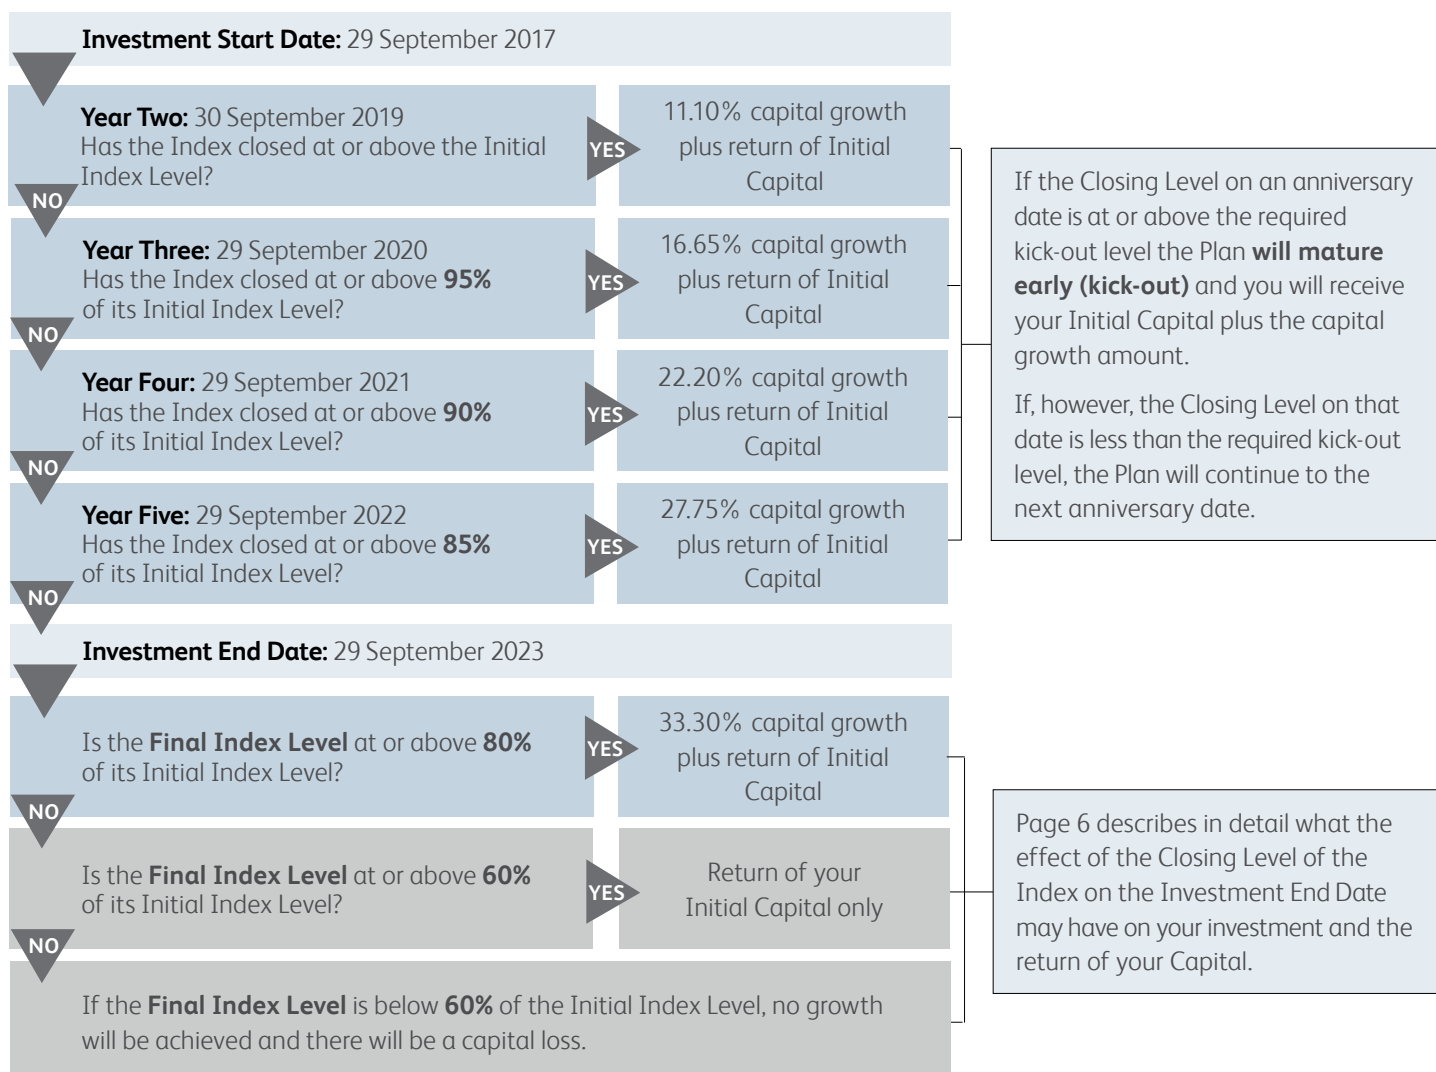 Investment Start Date: 29 September 2017
Year Two: 30 September 2019
Has the Index closed at or above the Initial
Index Level?
YES
11.10% capital growth
plus return of Initial
Capital
NO
Year Three: 29 September 2020
Has the Index closed at or above 95%
of its Initial Index Level?
YES
16.65% capital growth
plus return of Initial
Capital
NO
Year Four: 29 September 2021
Has the Index closed at or above 90%
of its Initial Index Level?
YES
22.20% capital growth
plus return of Initial
Capital
NO
Year Five: 29 September 2022
Has the Index closed at or above 85%
of its Initial Index Level?
YES
27.75% capital growth
plus return of Initial
Capital
NO
If the Closing Level on an anniversary
date is at or above the required
kick-out level the Plan will mature
early (kick-out) and you will receive
your Initial Capital plus the capital
growth amount.
If, however, the Closing Level on that
date is less than the required kick-out
level, the Plan will continue to the
next anniversary date.
Investment End Date: 29 September 2023
Is the Final Index Level at or above 80%
of its Initial Index Level?
YES
33.30% capital growth
plus return of Initial
Capital
NO
Is the Final Index Level at or above 60%
of its Initial Index Level?
YES
Return of your
Initial Capital only
NO
If the Final Index Level is below 60% of the Initial Index Level, no growth
will be achieved and there will be a capital loss.
Page 6 describes in detail what the
effect of the Closing Level of the
Index on the Investment End Date
may have on your investment and the
return of your Capital.